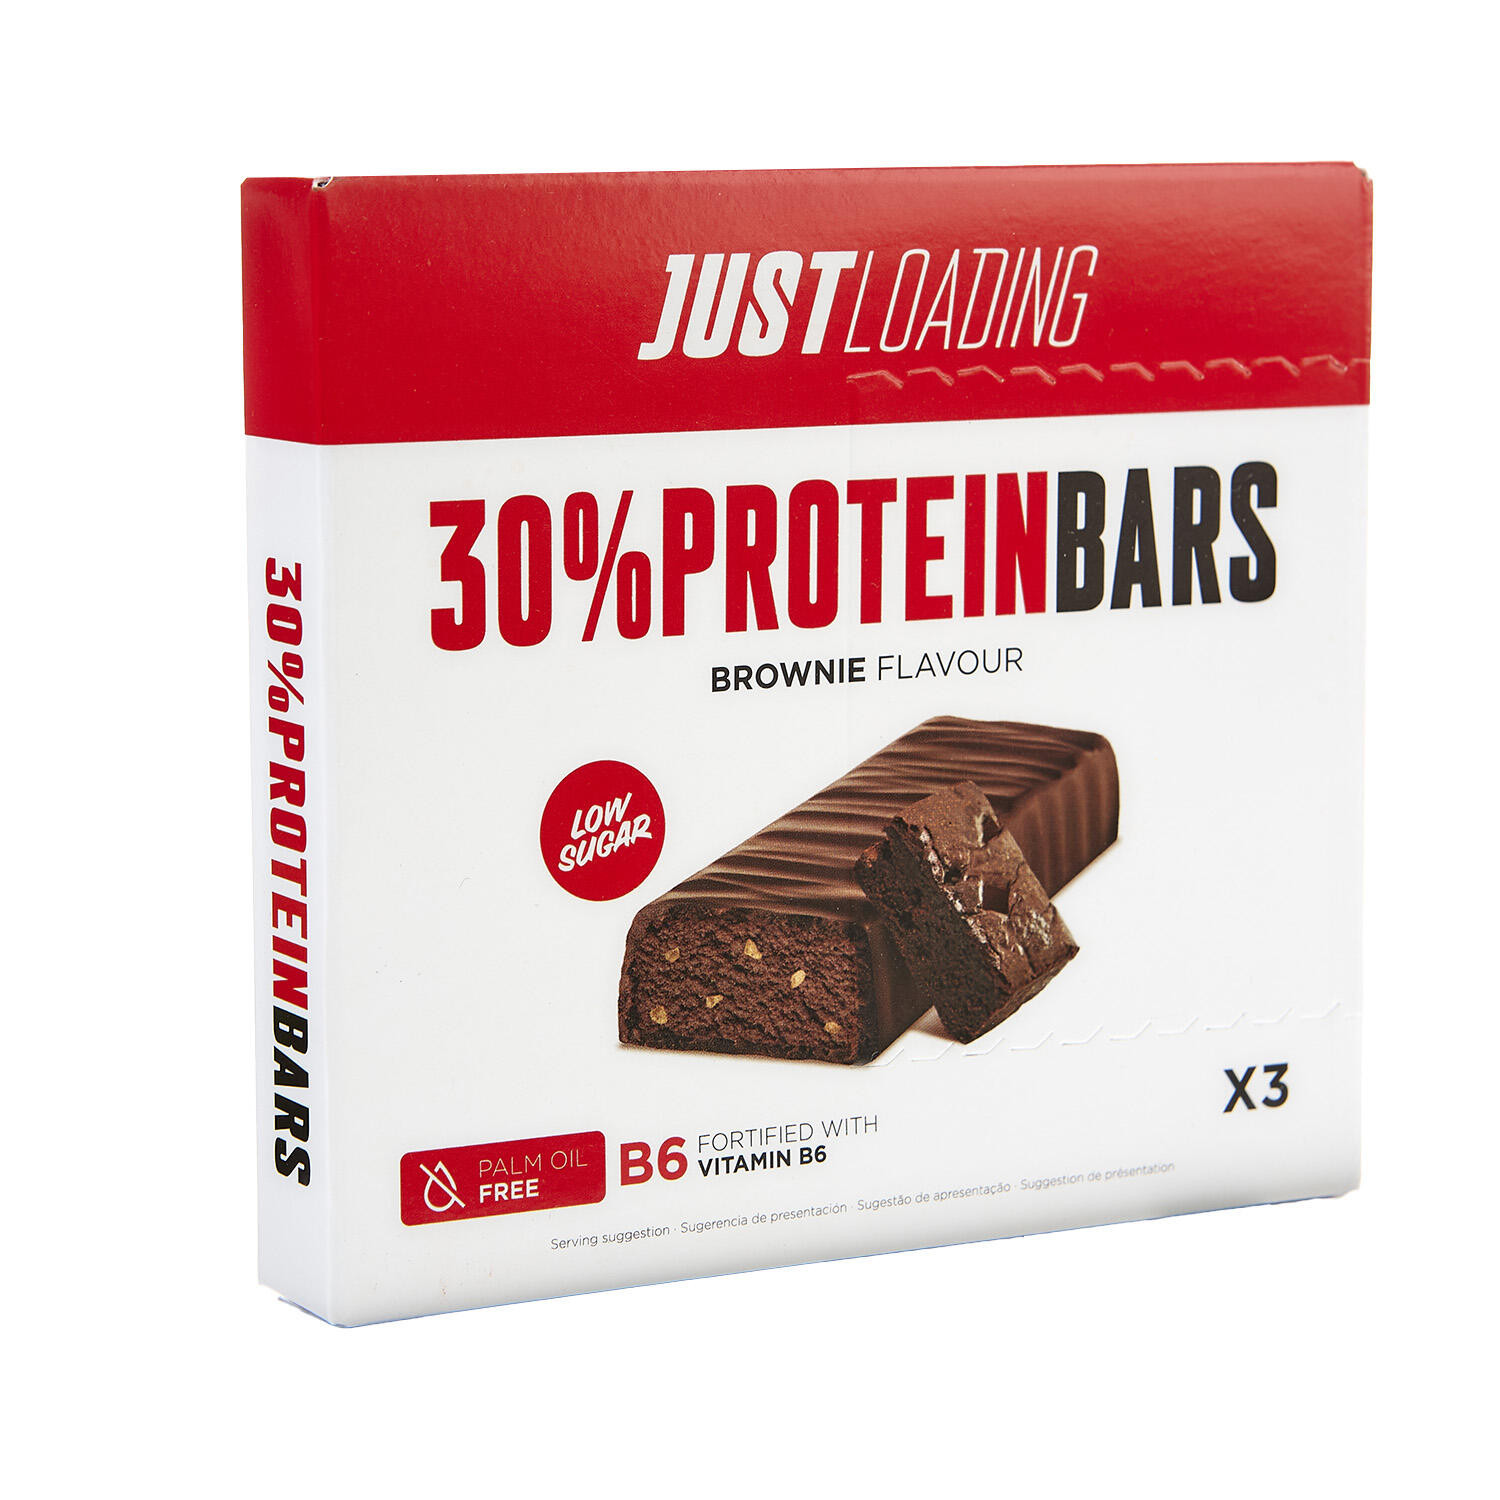 JUSTLOADING
30%PROTEINBARS
BROWNIE FLAVOUR
LOW
SUGAR
X3
PALM OIL
FREE
B6
FORTIFIED WITH
VITAMIN B6
Serving suggestion · Sugerencia de presentación · Sugestão de apresentação · Suggestion de présentation
30%PROTEINBARS